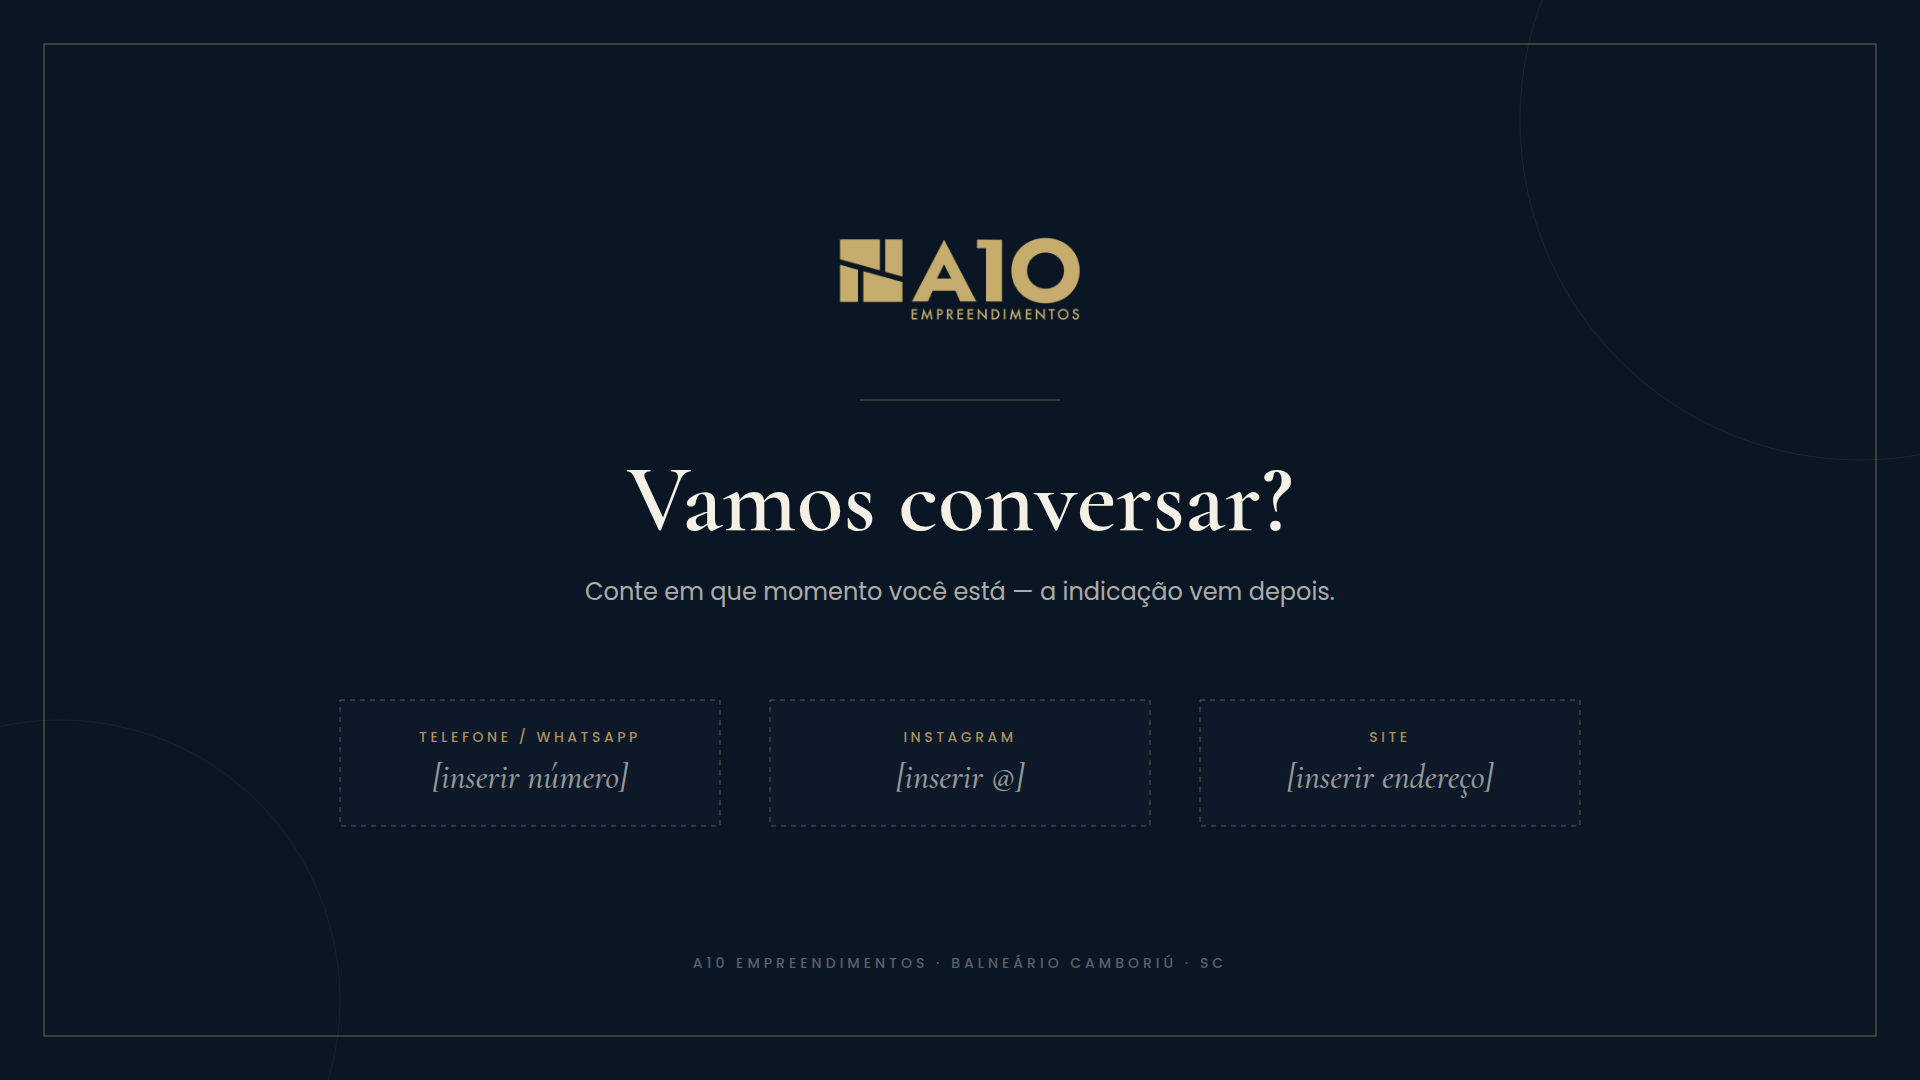 A10
EMPREENDIMENTOS
Vamos conversar?
Conte em que momento você está — a indicação vem depois.
TELEFONE / WHATSAPP
[inserir número]
INSTAGRAM
[inserir @]
SITE
[inserir endereço]
A10 EMPREENDIMENTOS · BALNEÁRIO CAMBORIÚ · SC